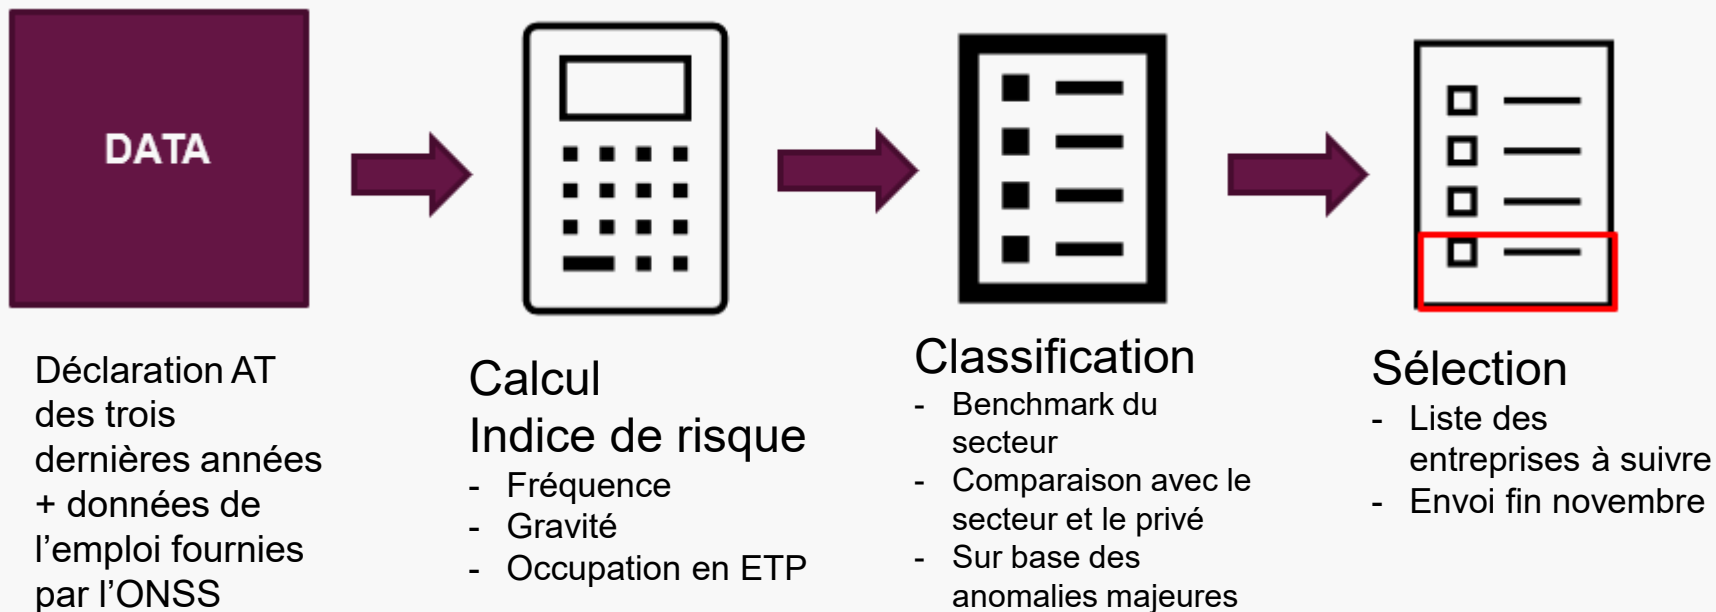 DATA
Déclaration AT
des trois
dernières années
+ données de
l'emploi fournies
par l'ONSS
Calcul
Indice de risque
- Fréquence
- Gravité
- Occupation en ETP
Classification
- Benchmark du
secteur
- Comparaison avec le
secteur et le privé
- Sur base des
anomalies majeures
Sélection
- Liste des
entreprises à suivre
- Envoi fin novembre